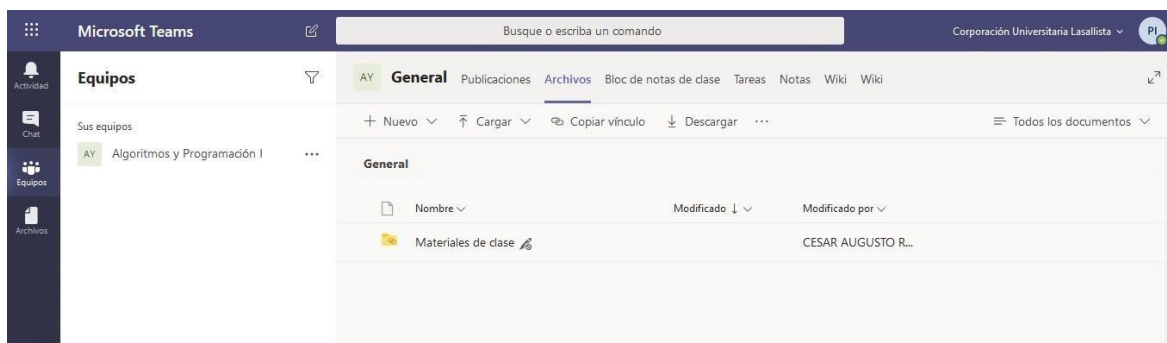 Microsoft Teams
Busque o escriba un comando
Corporación Universitaria Lasallista
PI
Actividad
Chat
Equipos
Archivos
Equipos
Sus equipos
AY Algoritmos y Programación I
AY General Publicaciones Archivos Bloc de notas de clase Tareas Notas Wiki Wiki
Nuevo Cargar Copiar vínculo Descargar Todos los documentos
General
Nombre Modificado Modificado por
Materiales de clase CESAR AUGUSTO R...